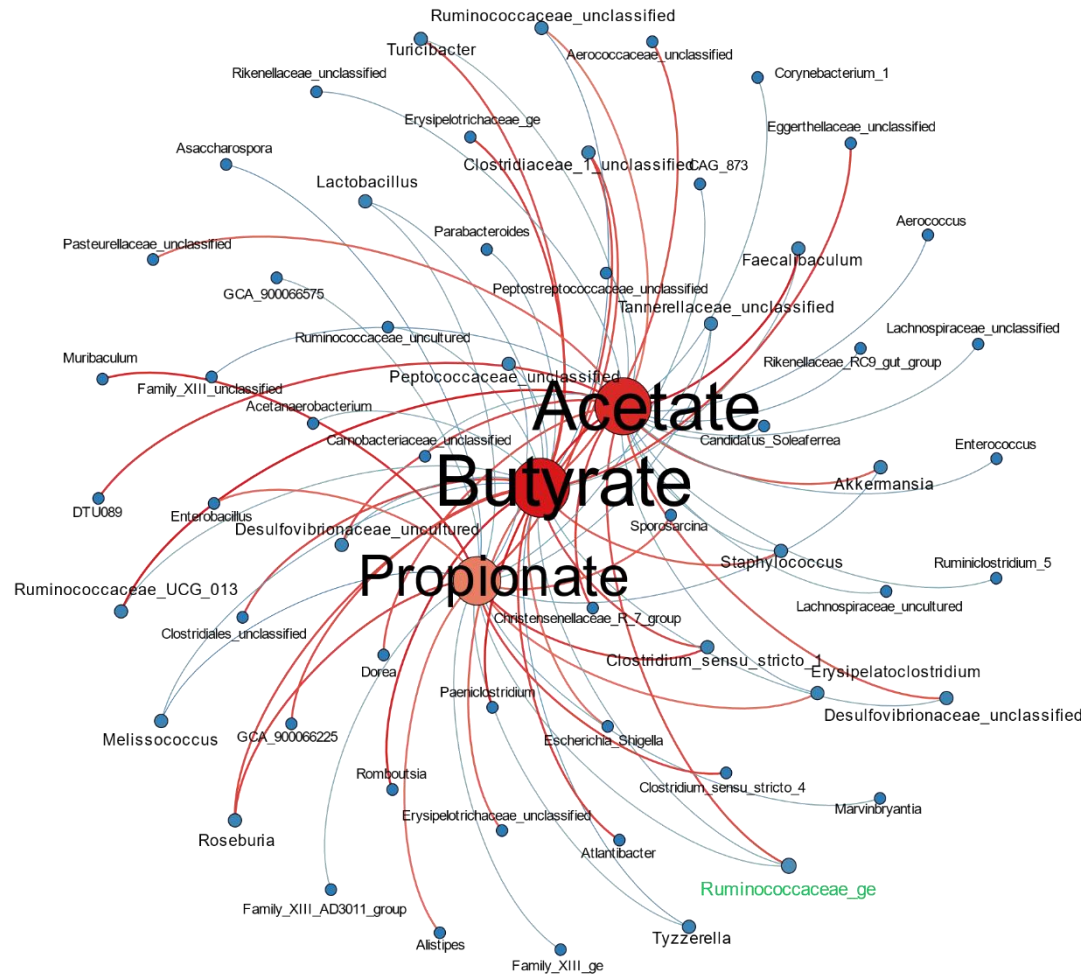 Ruminococcaceae_unclassified
Turicibacter
Aerococcaceae_unclassified
Rikenellaceae_unclassified
Corynebacterium_1
Erysipelotrichaceae_ge
Eggerthellaceae_unclassified
Asaccharospora
Clostridiaceae_1_unclassified
CAG_873
Lactobacillus
Aerococcus
Parabacteroides
Pasteurellaceae_unclassified
Faecalibaculum
Peptostreptococcaceae_unclassified
GCA_900066575
Tannerellaceae_unclassified
Lachnospiraceae_unclassified
Ruminococcaceae_uncultured
Muribaculum
Rikenellaceae_RC9_gut_group
Family_XIII_unclassified
Peptococcaceae_unclassified
Acetate
Acetanaerobacterium
Carnobacteriaceae_unclassified
Candidatus_Soleaferrea
Enterococcus
Butyrate
Akkermansia
DTU089
Enterobacillus
Desulfovibrionaceae_uncultured
Sporosarcina
Staphylococcus
Ruminiclostridium_5
Propionate
Ruminococcaceae_UCG_013
Lachnospiraceae_uncultured
Christensenellaceae_R_7_group
Clostridiales_unclassified
Clostridium_sensu_stricto_1
Dorea
Erysipelatoclostridium
Paeniclostridium
Desulfovibrionaceae_unclassified
Melissococcus
GCA_900066225
Escherichia_Shigella
Romboutsia
Clostridium_sensu_stricto_4
Marvinbryantia
Erysipelotrichaceae_unclassified
Roseburia
Atlantibacter
Ruminococcaceae_ge
Family_XIII_AD3011_group
Alistipes
Tyzzerella
Family_XIII_ge